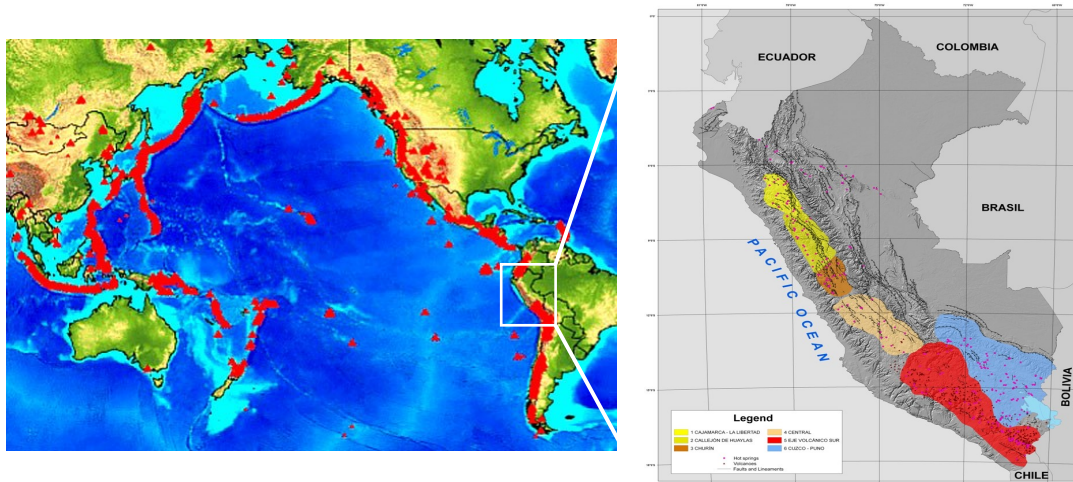 ECUADOR
COLOMBIA
BRASIL
PACIFIC OCEAN
BOLIVIA
CHILE
Legend
1 CAJAMARCA - LA LIBERTAD
2 CALLEJÓN DE HUAYLAS
3 CHURÍN
4 CENTRAL
5 EJE VOLCÁNICO SUR
6 CUZCO - PUNO
Hot springs
Volcanoes
Faults and Lineaments